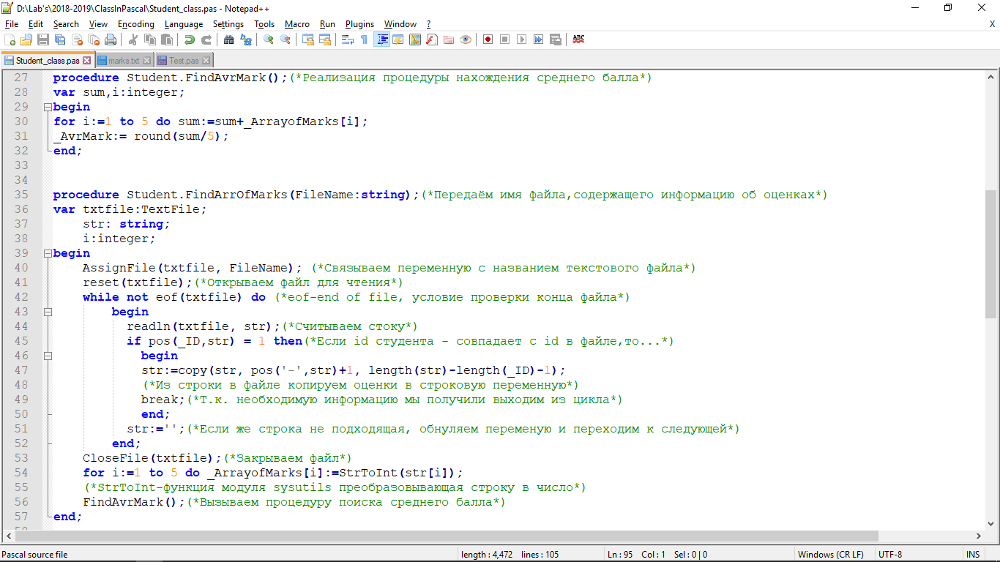 D:\Lab's\2018-2019\ClassInPascal\Student_class.pas - Notepad++
File Edit Search View Encoding Language Settings Tools Macro Run Plugins Window ? X
ABC
Student_class.pas marks.txt Test.pas
27 procedure Student.FindAvrMark();(*Реализация процедуры нахождения среднего балла*)
28 var sum,i:integer;
29 begin
30 for i:=1 to 5 do sum:=sum+_ArrayofMarks[i];
31 _AvrMark:= round(sum/5);
32 end;
33
34
35 procedure Student.FindArrOfMarks(FileName:string);(*Передаём имя файла,содержащего информацию об оценках*)
36 var txtfile:TextFile;
37 str: string;
38 i:integer;
39 begin
40 AssignFile(txtfile, FileName); (*Связываем переменную с названием текстового файла*)
41 reset(txtfile);(*Открываем файл для чтения*)
42 while not eof(txtfile) do (*eof-end of file, условие проверки конца файла*)
43 begin
44 readln(txtfile, str);(*Считываем стоку*)
45 if pos(_ID,str) = 1 then(*Если id студента - совпадает с id в файле,то...*)
46 begin
47 str:=copy(str, pos('-',str)+1, length(str)-length(_ID)-1);
48 (*Из строки в файле копируем оценки в строковую переменную*)
49 break;(*Т.к. необходимую информацию мы получили выходим из цикла*)
50 end;
51 str:='';(*Если же строка не подходящая, обнуляем переменую и переходим к следующей*)
52 end;
53 CloseFile(txtfile);(*Закрываем файл*)
54 for i:=1 to 5 do _ArrayofMarks[i]:=StrToInt(str[i]);
55 (*StrToInt-функция модуля sysutils преобразовывающая строку в число*)
56 FindAvrMark();(*Вызываем процедуру поиска среднего балла*)
57 end;
58
Pascal source file length : 4,472 lines : 105 Ln : 95 Col : 1 Sel : 0 | 0 Windows (CR LF) UTF-8 INS